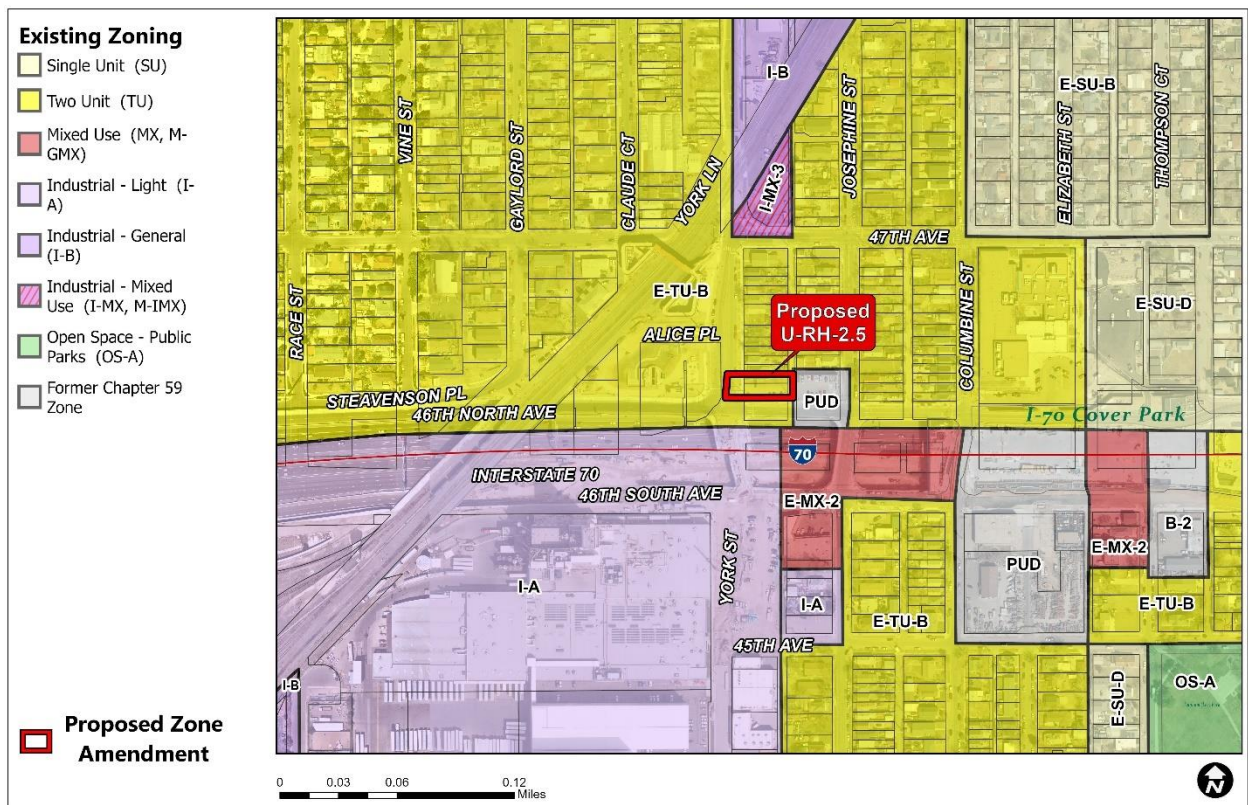 Existing Zoning
Single Unit (SU)
Two Unit (TU)
Mixed Use (MX, M-
GMX)
Industrial - Light (I-
A)
Industrial - General
(I-B)
Industrial - Mixed
Use (I-MX, M-IMX)
Open Space - Public
Parks (OS-A)
Former Chapter 59
Zone
Proposed Zone
Amendment
I-B
E-SU-B
VINE ST
GAYLORD ST
CLAUDE CT
YORK LN
I-MX-3
JOSEPHINE ST
ELIZABETH ST
THOMPSON CT
47TH AVE
RACE ST
E-TU-B
Proposed
U-RH-2.5
COLUMBINE ST
E-SU-D
ALICE PL
STEAVENSON PL
46TH NORTH AVE
PUD
I-70 Cover Park
INTERSTATE 70
70
46TH SOUTH AVE
E-MX-2
B-2
E-MX-2
PUD
I-A
YORK ST
I-A
E-TU-B
E-TU-B
45TH AVE
I-B
E-SU-D
OS-A
0 0.03 0.06 0.12
Miles
N